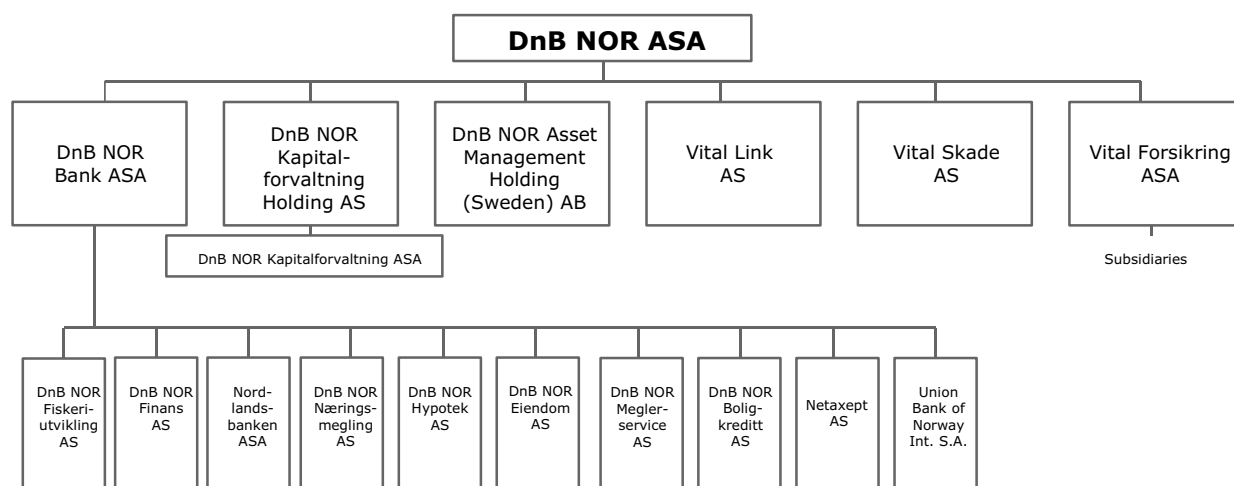 DnB NOR ASA
DnB NOR
Bank ASA
DnB NOR
Kapital-
forvaltning
Holding AS
DnB NOR Asset
Management
Holding
(Sweden) AB
Vital Link
AS
Vital Skade
AS
Vital Forsikring
ASA
DnB NOR Kapitalforvaltning ASA
Subsidiaries
DnB NOR
Fiskeri-
utvikling
AS
DnB NOR
Finans
AS
Nord-
landsbanken
ASA
DnB NOR
Nærings-
megling
AS
DnB NOR
Hypotek
AS
DnB NOR
Eiendom
AS
DnB NOR
Megler-
service
AS
DnB NOR
Bolig-
kreditt
AS
Netaxept
AS
Union
Bank of
Norway
Int. S.A.